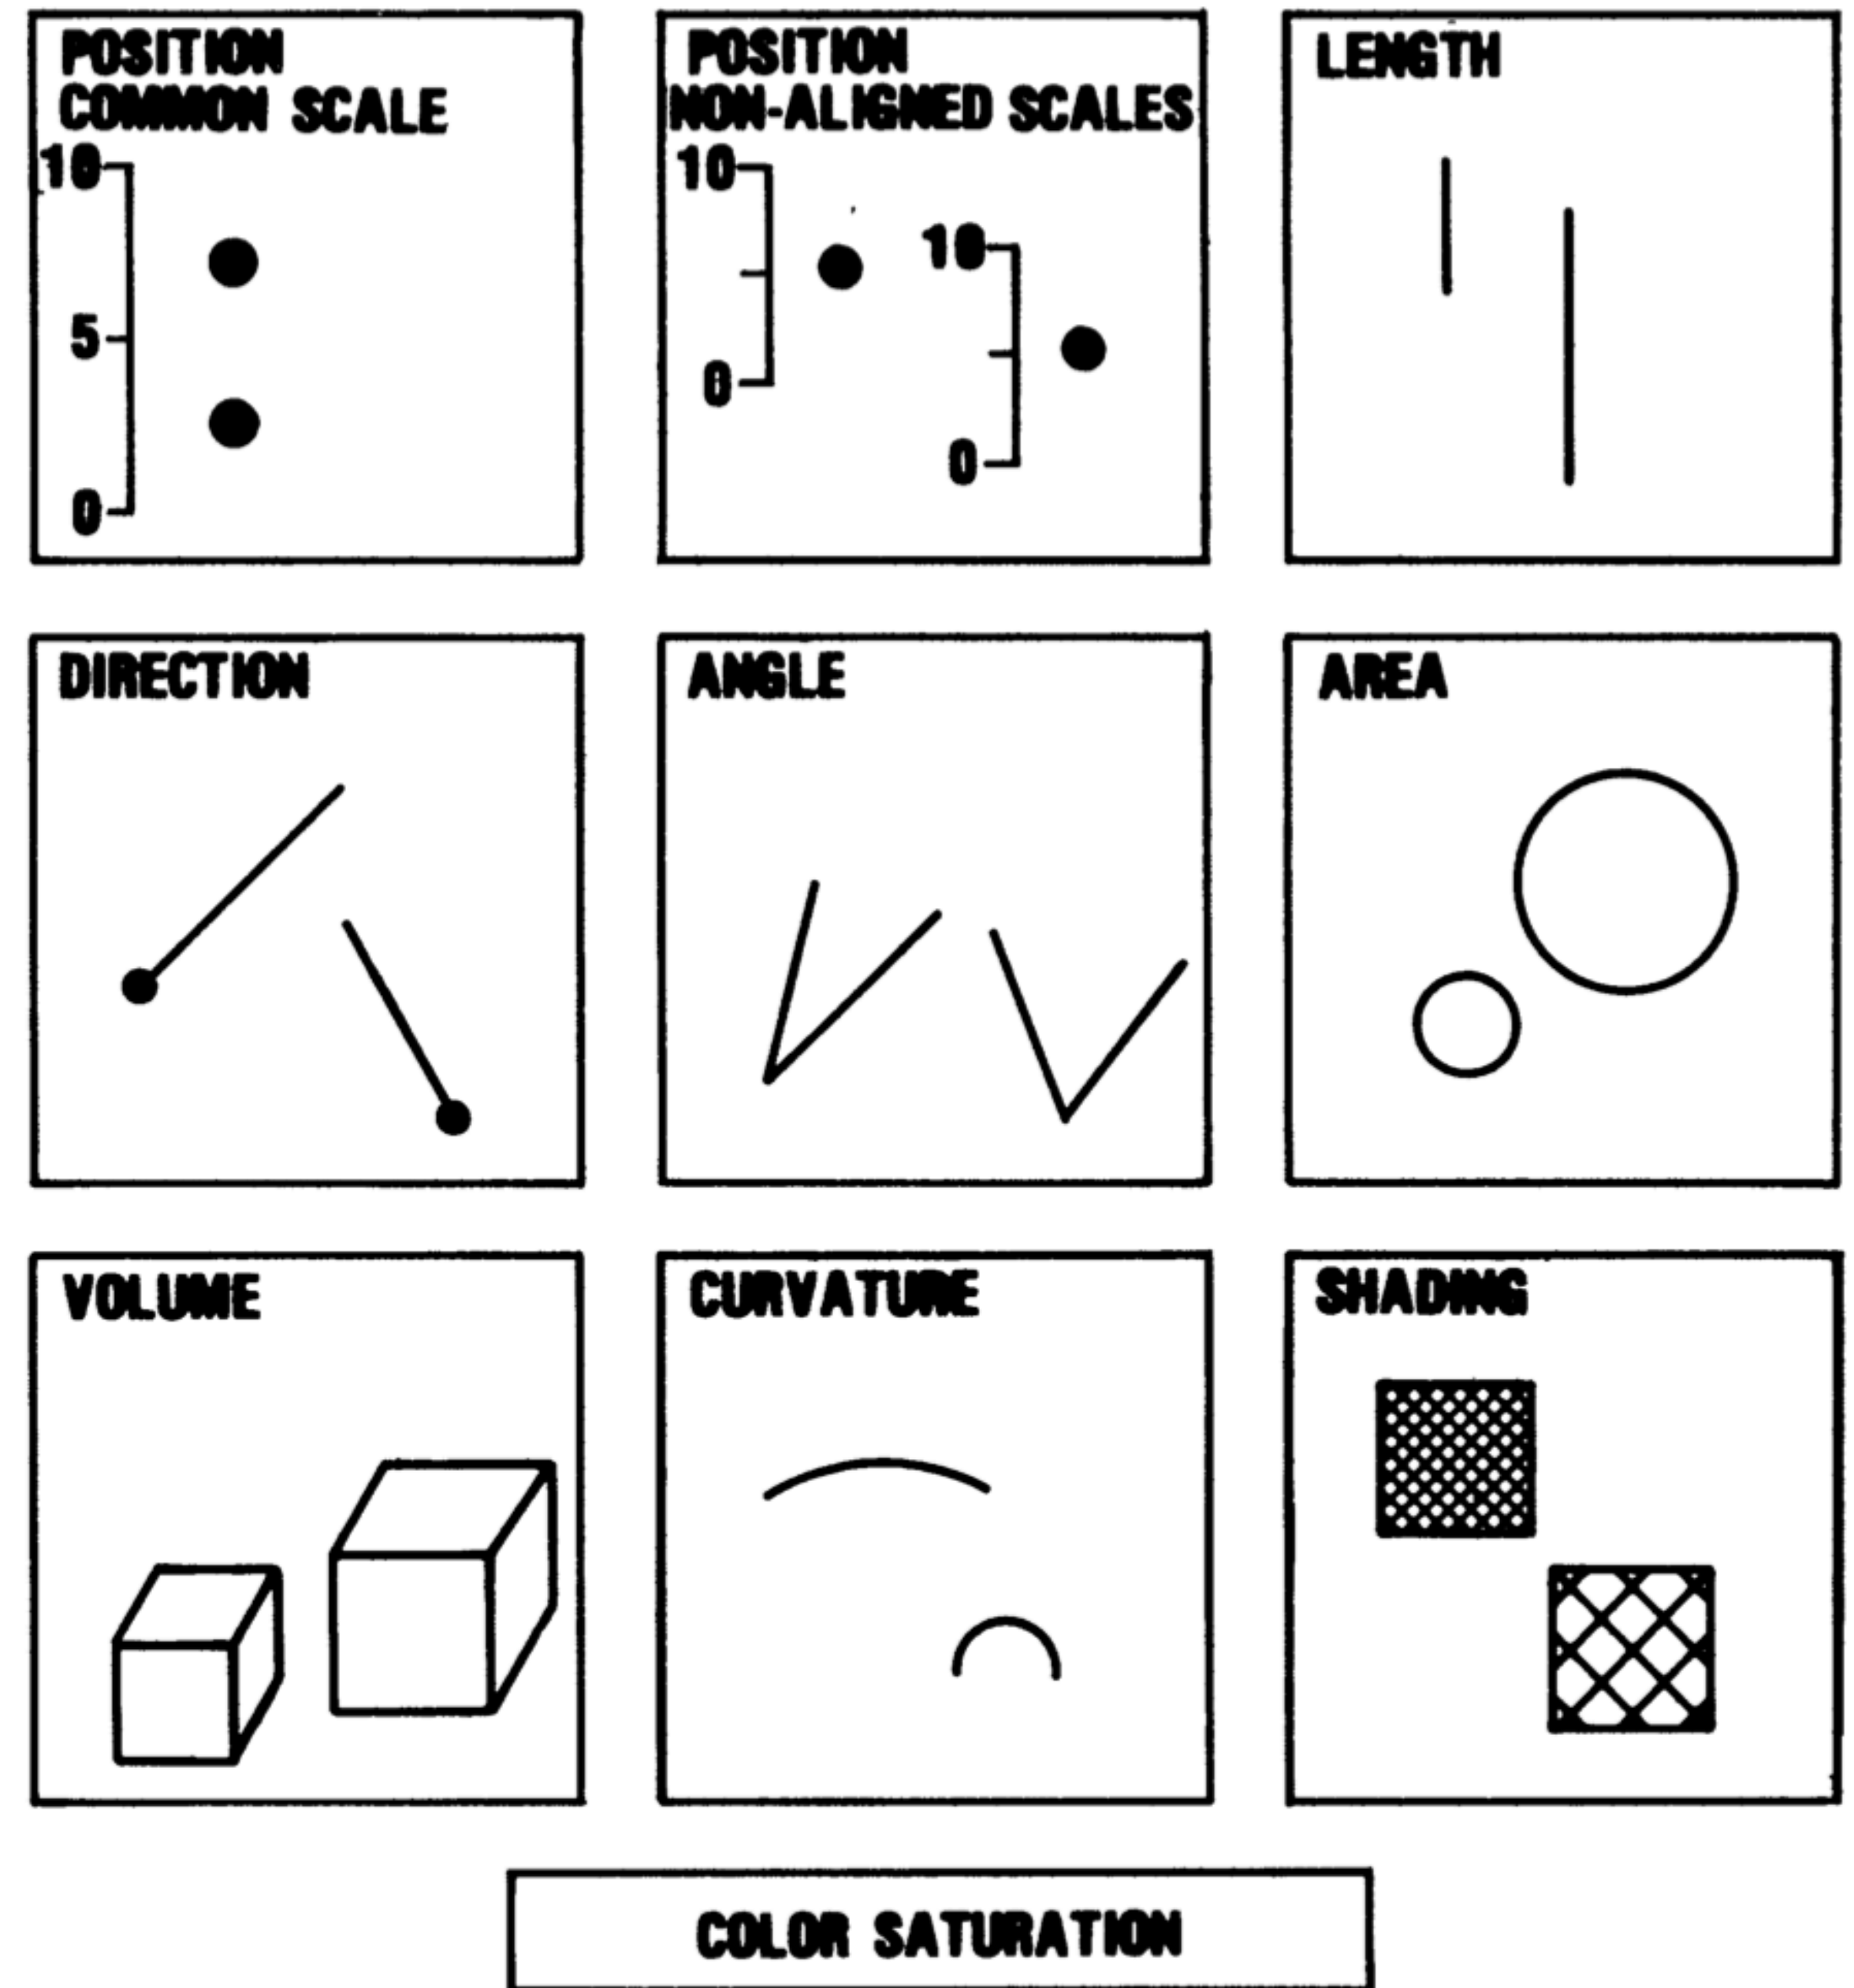 POSITION
COMMON SCALE
10
5
0
POSITION
NON-ALIGNED SCALES
10
0
10
0
LENGTH
DIRECTION
ANGLE
AREA
VOLUME
CURVATURE
SHADING
COLOR SATURATION